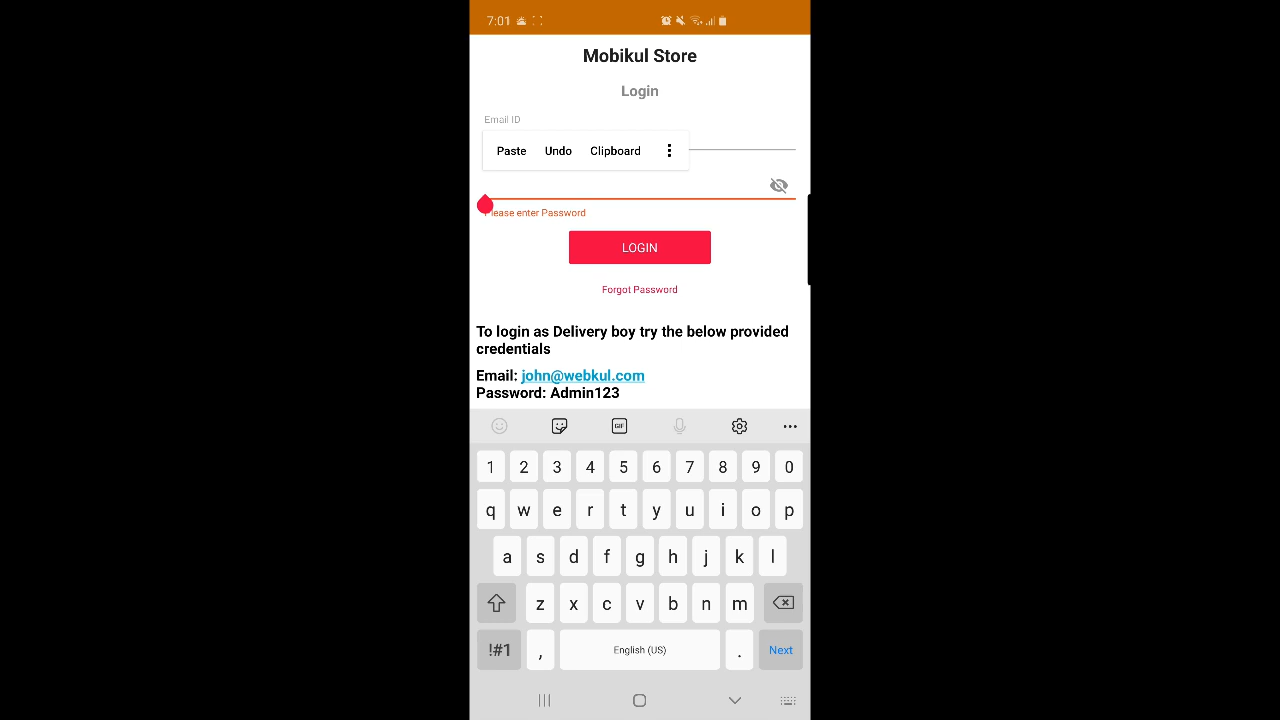 7:01
Mobikul Store
Login
Email ID
Paste Undo Clipboard
Please enter Password
LOGIN
Forgot Password
To login as Delivery boy try the below provided
credentials
Email: john@webkul.com
Password: Admin123
GIF
1 2 3 4 5 6 7 8 9 0
q w e r t y u i o p
a s d f g h j k l
z x c v b n m
!#1 , English (US) . Next